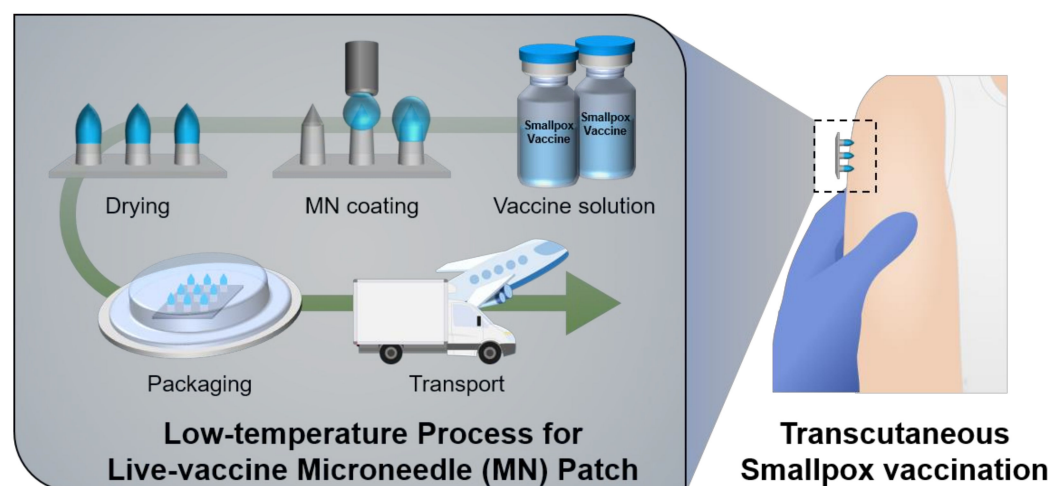 Smallpox
Vaccine
Smallpox
Vaccine
Drying
MN coating
Vaccine solution
Packaging
Transport
Low-temperature Process for
Live-vaccine Microneedle (MN) Patch
Transcutaneous
Smallpox vaccination